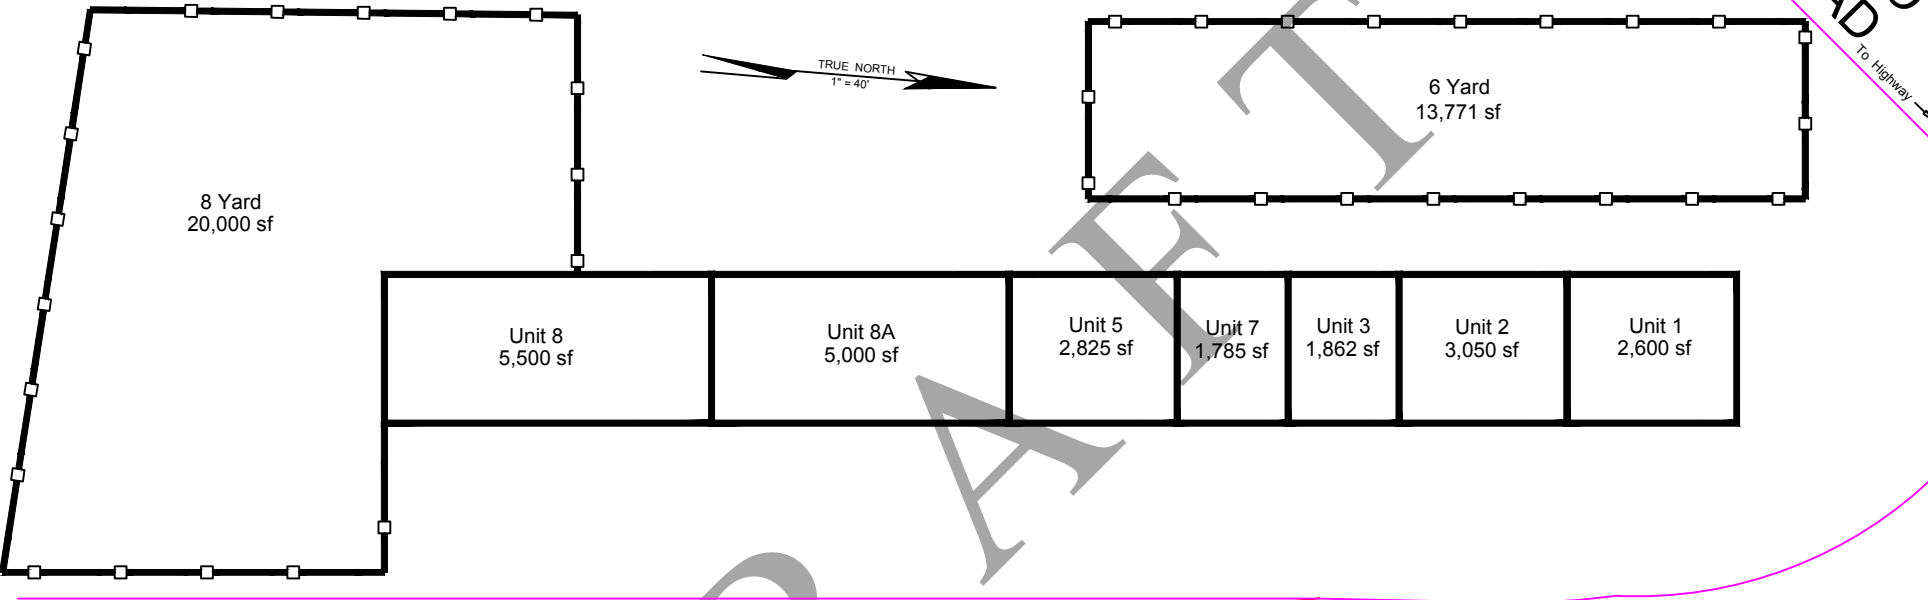 TRUE NORTH
1" = 40'
6 Yard
13,771 sf
To Highway
8 Yard
20,000 sf
Unit 8
5,500 sf
Unit 8A
5,000 sf
Unit 5
2,825 sf
Unit 7
1,785 sf
Unit 3
1,862 sf
Unit 2
3,050 sf
Unit 1
2,600 sf
AFT